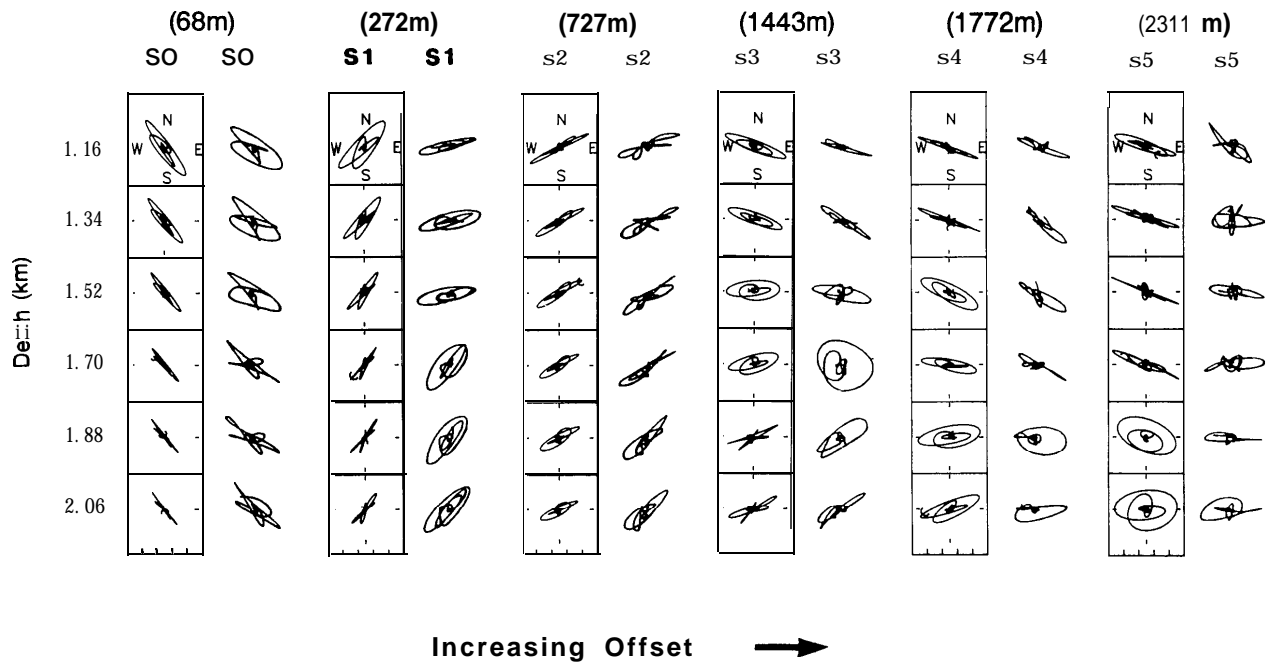 (68m) (272m) (727m) (1443m) (1772m) (2311 m)
SO SO S1 S1 s2 s2 s3 s3 s4 s4 s5 s5
N N N N N N
1.16 W E W E W E W E W E W E
S S S S S S
1.34
1.52
1.70
1.88
2.06
(km)
Increasing Offset